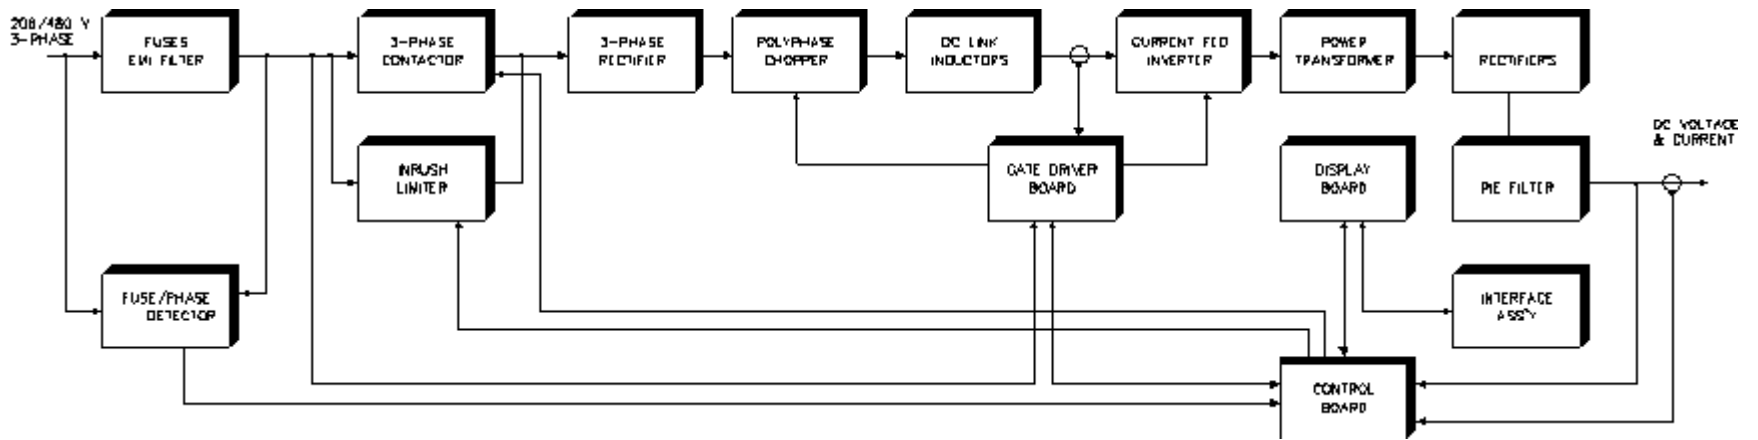 208/480 V
3-PHASE
FUSES
EMI FILTER
3-PHASE
CONTACTOR
3-PHASE
RECTIFIER
POLYPHASE
CHOPPER
DC LINK
INDUCTORS
CURRENT FED
INVERTER
POWER
TRANSFORMER
RECTIFIERS
DC VOLTAGE
& CURRENT
INRUSH
LIMITER
GATE DRIVER
BOARD
DISPLAY
BOARD
PIE FILTER
FUSE/PHASE
DETECTOR
INTERFACE
ASS'Y
CONTROL
BOARD